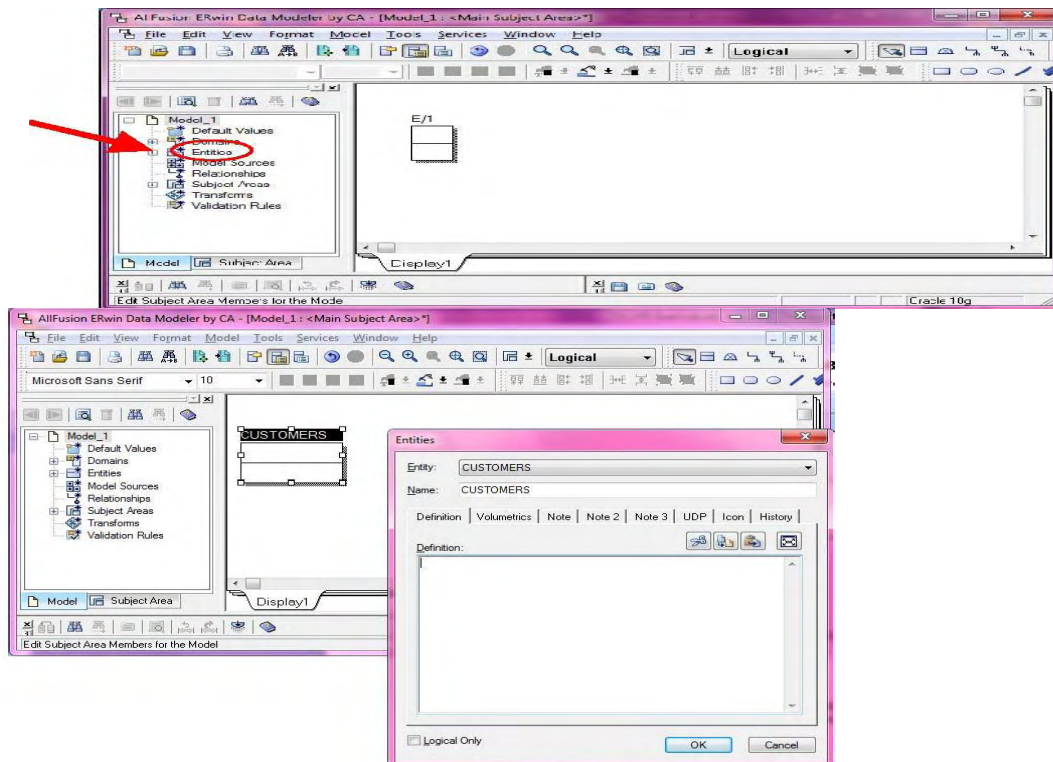 AllFusion ERwin Data Modeler by CA - [Model_1 : <Main Subject Area>*]
File Edit View Format Model Tools Services Window Help
Logical
Model_1
Default Values
Domains
Entities
Model Sources
Relationships
Subject Areas
Transforms
Validation Rules
E/1
Model Subject Area
Display1
Edit Subject Area Members for the Mode
Oracle 10g
AllFusion ERwin Data Modeler by CA - [Model_1 : <Main Subject Area>*]
File Edit View Format Model Tools Services Window Help
Logical
Microsoft Sans Serif 10
Model_1
Default Values
Domains
Entities
Model Sources
Relationships
Subject Areas
Transforms
Validation Rules
CUSTOMERS
Model Subject Area
Display1
Edit Subject Area Members for the Model
Entities
Entity: CUSTOMERS
Name: CUSTOMERS
Definition Volumetrics Note Note 2 Note 3 UDP Icon History
Definition:
Logical Only
OK Cancel